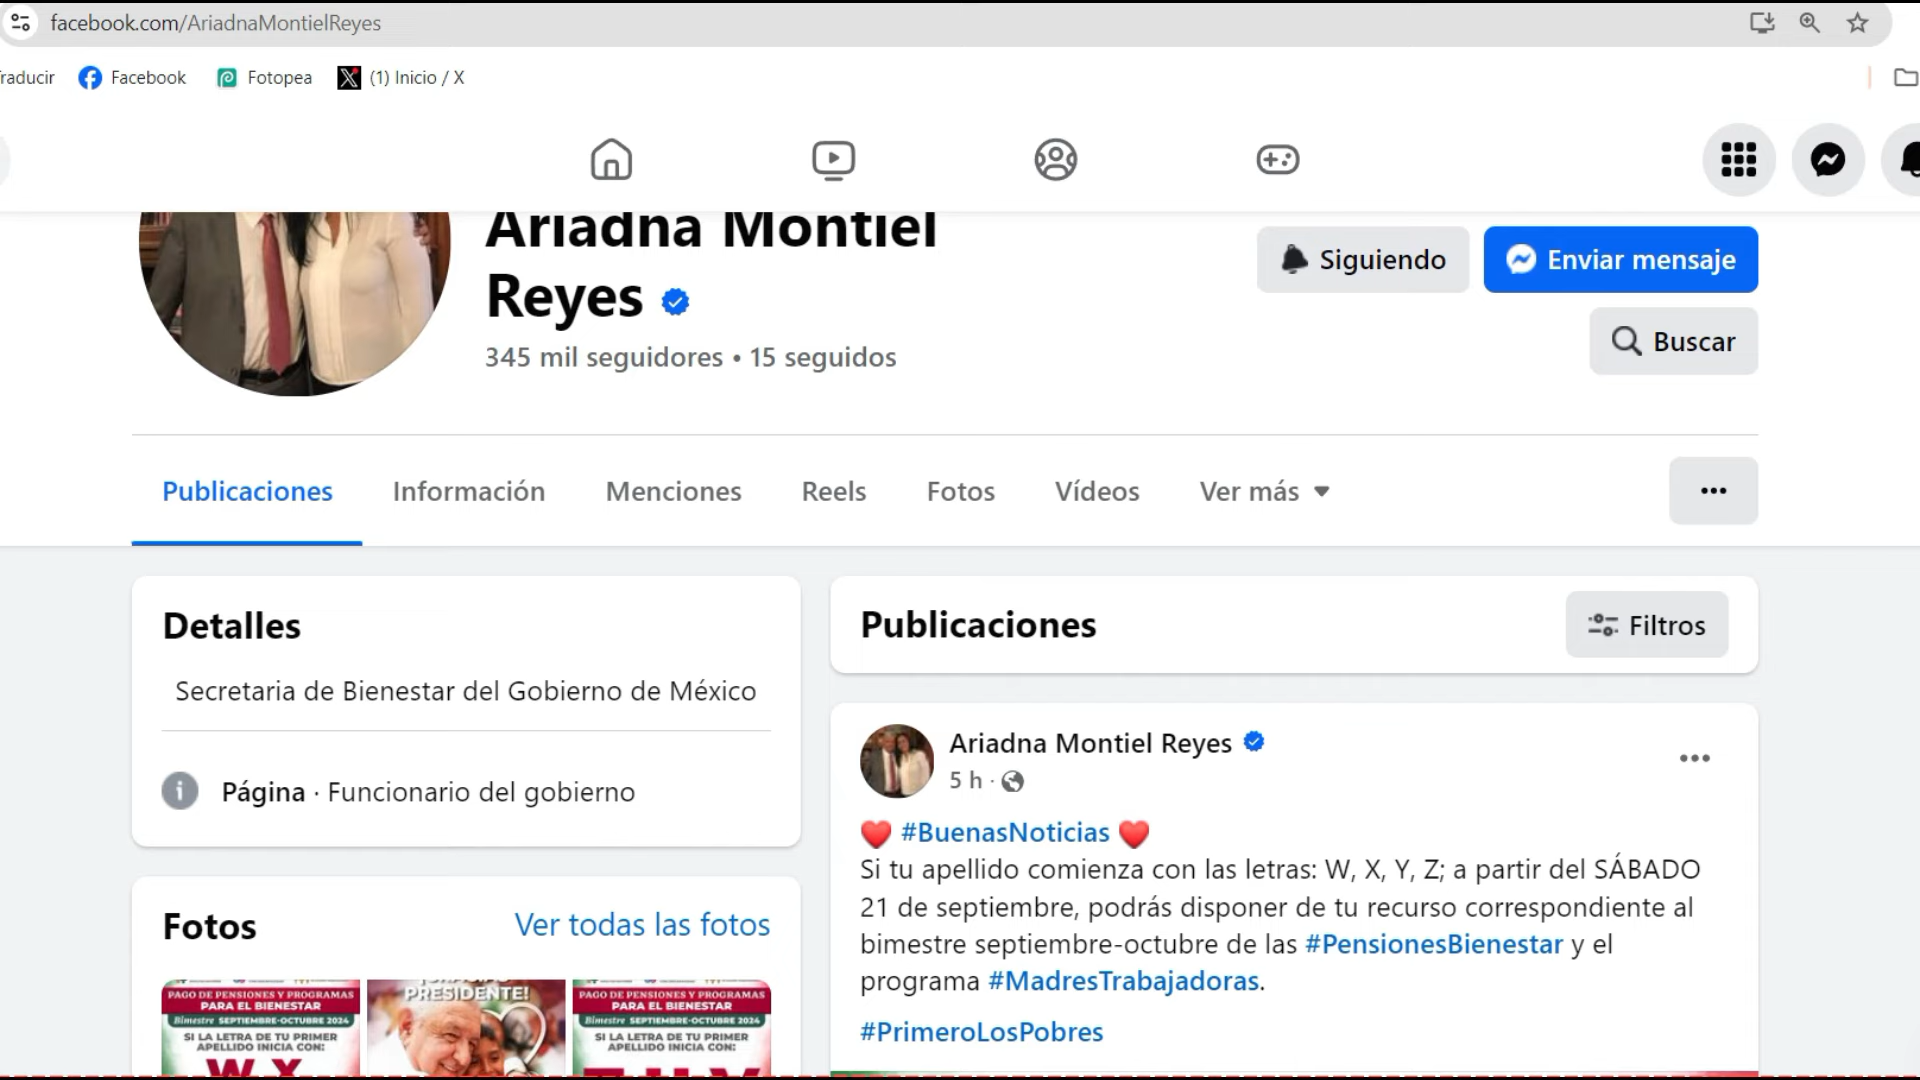 facebook.com/AriadnaMontielReyes
raducir
Facebook
Fotopea
(1) Inicio / X
Ariadna Montiel
Reyes
345 mil seguidores • 15 seguidos
Siguiendo
Enviar mensaje
Buscar
Publicaciones
Información
Menciones
Reels
Fotos
Vídeos
Ver más
Detalles
Secretaria de Bienestar del Gobierno de México
Página · Funcionario del gobierno
Fotos
Ver todas las fotos
PAGO DE PENSIONES Y PROGRAMAS
PARA EL BIENESTAR
Bimestre SEPTIEMBRE-OCTUBRE 2024
SI LA LETRA DE TU PRIMER
APELLIDO INICIA CON:
W, X
PRESIDENTE!
PAGO DE PENSIONES Y PROGRAMAS
PARA EL BIENESTAR
Bimestre SEPTIEMBRE-OCTUBRE 2024
SI LA LETRA DE TU PRIMER
APELLIDO INICIA CON:
Publicaciones
Filtros
Ariadna Montiel Reyes
5 h ·
#BuenasNoticias
Si tu apellido comienza con las letras: W, X, Y, Z; a partir del SÁBADO
21 de septiembre, podrás disponer de tu recurso correspondiente al
bimestre septiembre-octubre de las #PensionesBienestar y el
programa #MadresTrabajadoras.
#PrimeroLosPobres